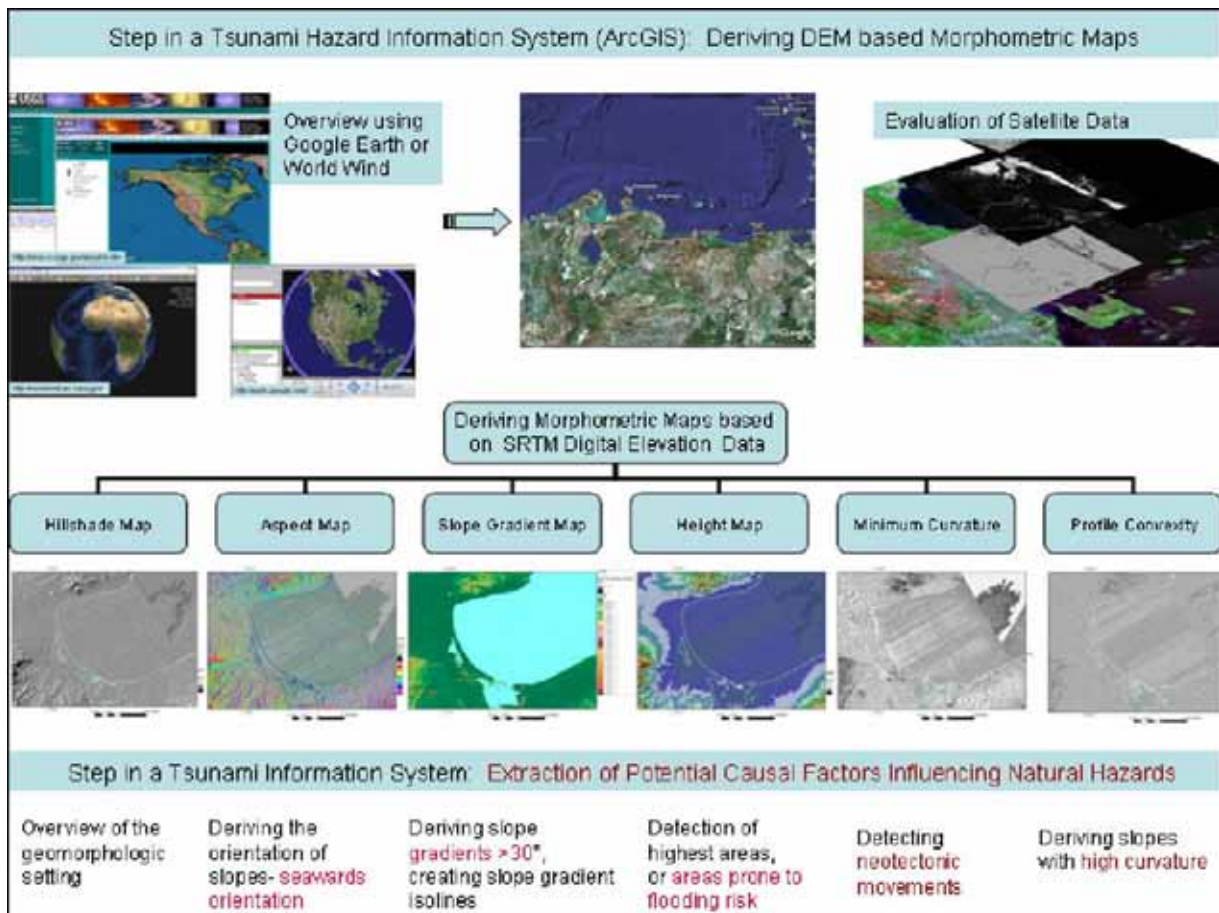 Step in a Tsunami Hazard Information System (ArcGIS): Deriving DEM based Morphometric Maps
Overview using
Google Earth or
World Wind
Evaluation of Satellite Data
Deriving Morphometric Maps based
on SRTM Digital Elevation Data
Hillshade Map
Aspect Map
Slope Gradient Map
Height Map
Minimum Curvature
Profile Convexity
Step in a Tsunami Information System: Extraction of Potential Causal Factors Influencing Natural Hazards
Overview of the
geomorphologic
setting
Deriving the
orientation of
slopes- seawards
orientation
Deriving slope
gradients >30°,
creating slope gradient
isolines
Detection of
highest areas,
or areas prone to
flooding risk
Detecting
neotectonic
movements
Deriving slopes
with high curvature